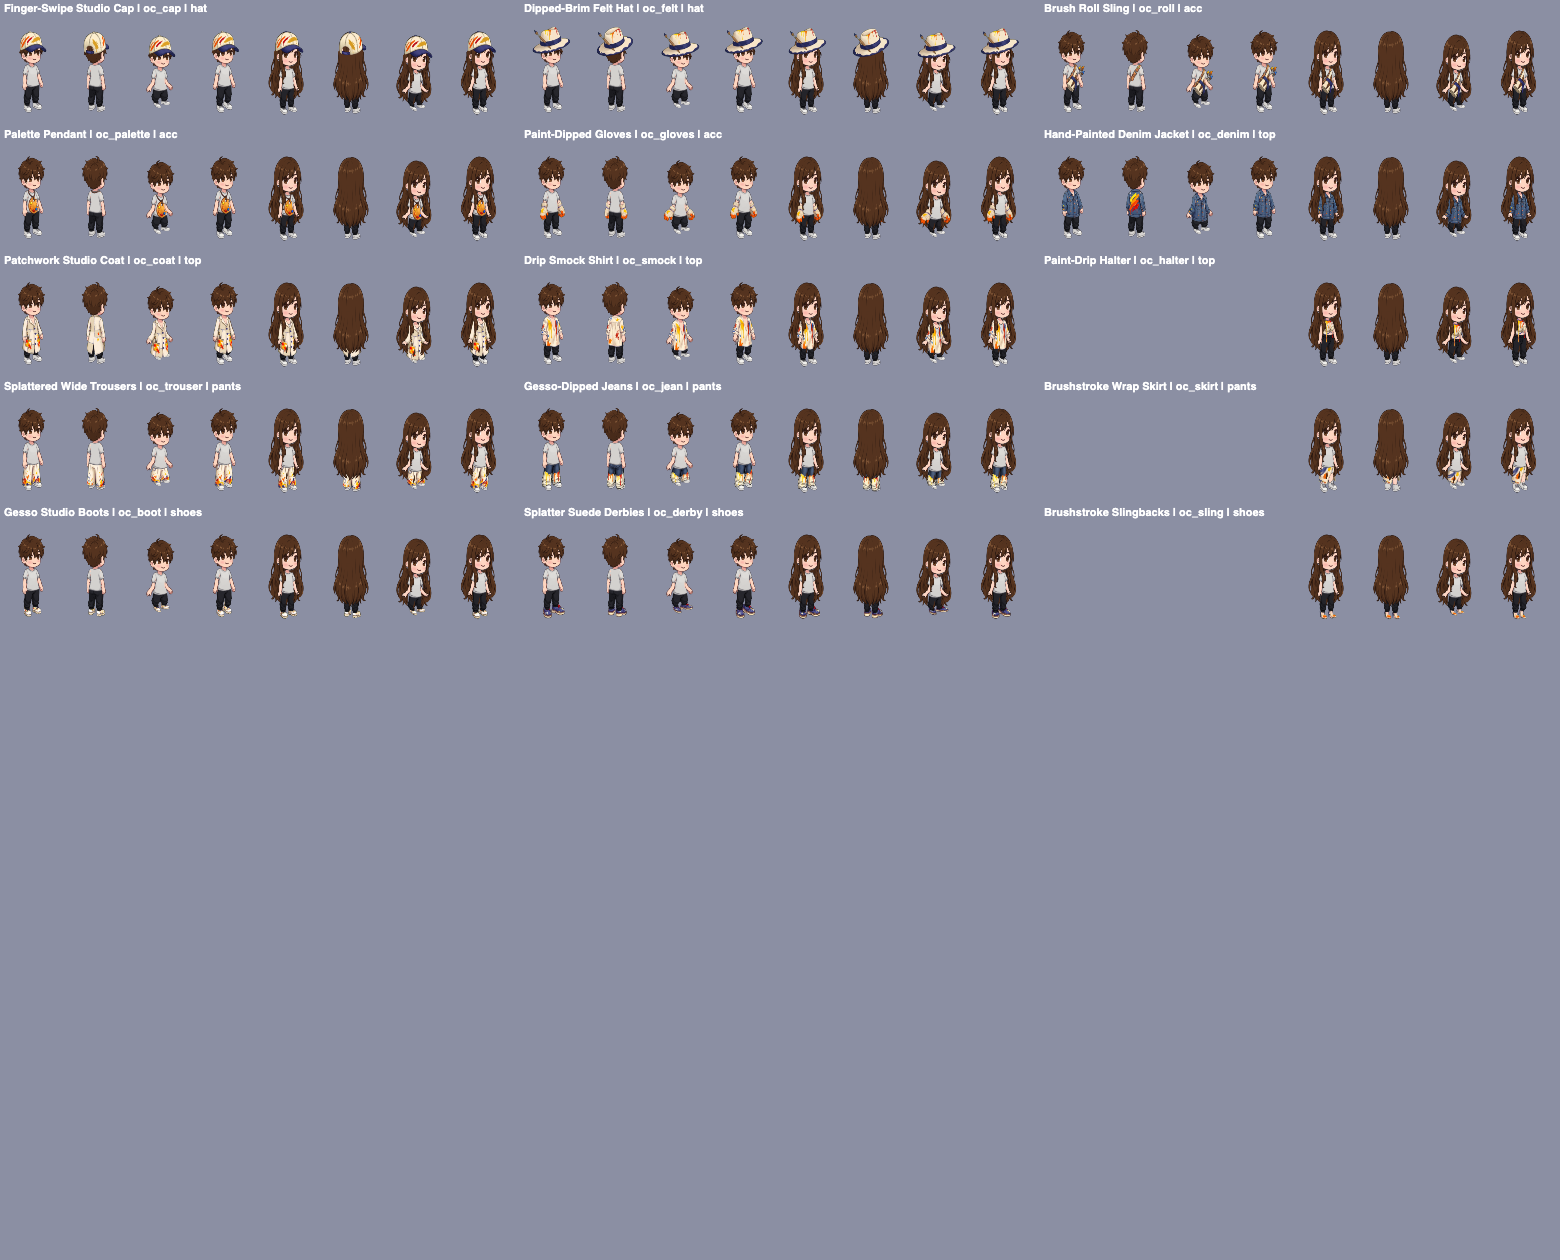 Finger-Swipe Studio Cap | oc_cap | hat
Dipped-Brim Felt Hat | oc_felt | hat
Brush Roll Sling | oc_roll | acc
Palette Pendant | oc_palette | acc
Paint-Dipped Gloves | oc_gloves | acc
Hand-Painted Denim Jacket | oc_denim | top
Patchwork Studio Coat | oc_coat | top
Drip Smock Shirt | oc_smock | top
Paint-Drip Halter | oc_halter | top
Splattered Wide Trousers | oc_trouser | pants
Gesso-Dipped Jeans | oc_jean | pants
Brushstroke Wrap Skirt | oc_skirt | pants
Gesso Studio Boots | oc_boot | shoes
Splatter Suede Derbies | oc_derby | shoes
Brushstroke Slingbacks | oc_sling | shoes